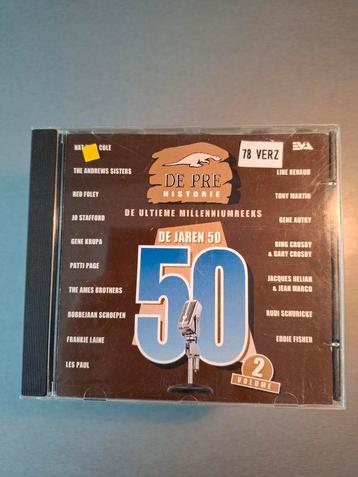 NAT COLE
THE ANDREWS SISTERS
RED FOLEY
JO STAFFORD
GENE KRUPA
PATTI PAGE
THE AMES BROTHERS
BOBBEJAAN SCHOEPEN
FRANKIE LAINE
LES PAUL
DE PRE
HISTORIE
78 VERZ
DE ULTIEME MILLENNIUMREEKS
DE JAREN 50
50
2
VOLUME
EVA
LINE RENAUD
TONY MARTIN
GENE AUTRY
BING CROSBY
& GARY CROSBY
JACQUES HELIAN
& JEAN MARCO
RUDI SCHURICKE
EDDIE FISHER